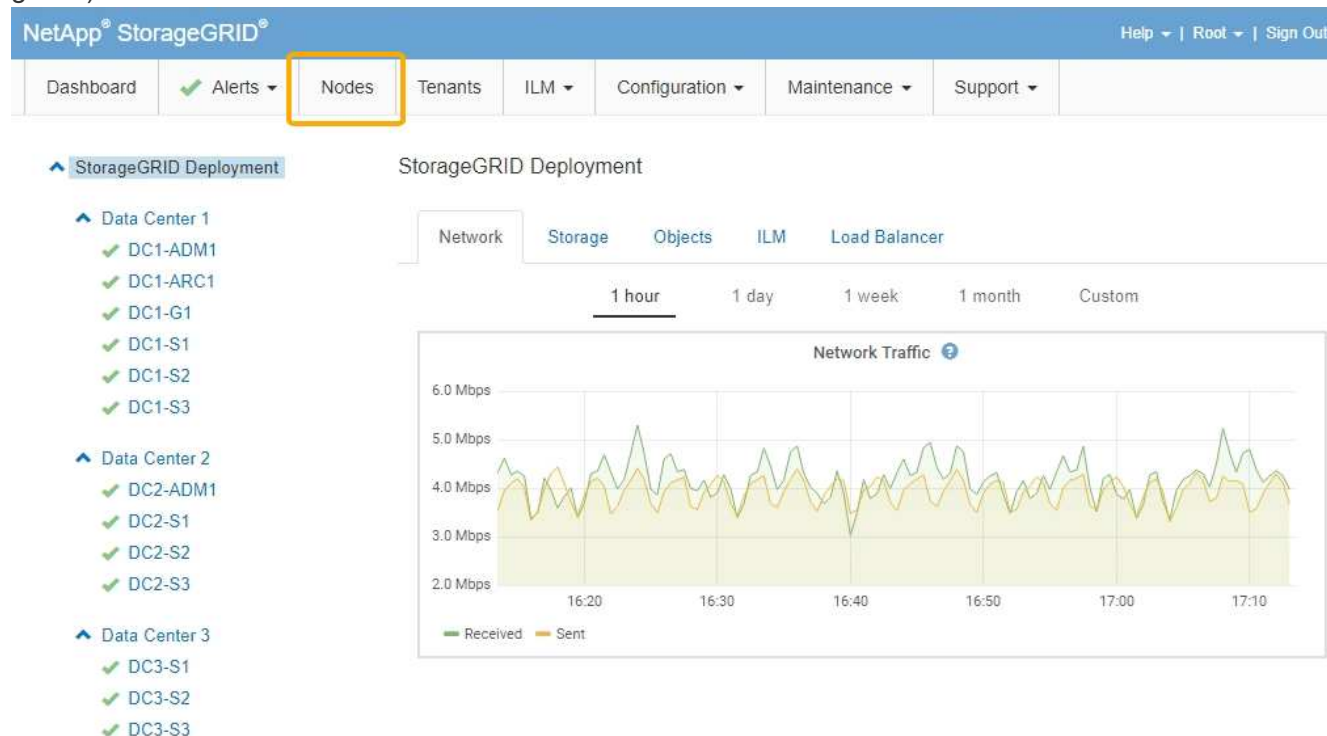 NetApp® StorageGRID®
Help | Root | Sign Out
Dashboard Alerts Nodes Tenants ILM Configuration Maintenance Support
StorageGRID Deployment
Data Center 1
DC1-ADM1
DC1-ARC1
DC1-G1
DC1-S1
DC1-S2
DC1-S3
Data Center 2
DC2-ADM1
DC2-S1
DC2-S2
DC2-S3
Data Center 3
DC3-S1
DC3-S2
DC3-S3
StorageGRID Deployment
Network Storage Objects ILM Load Balancer
1 hour 1 day 1 week 1 month Custom
Network Traffic ?
6.0 Mbps
5.0 Mbps
4.0 Mbps
3.0 Mbps
2.0 Mbps
16:20 16:30 16:40 16:50 17:00 17:10
Received Sent